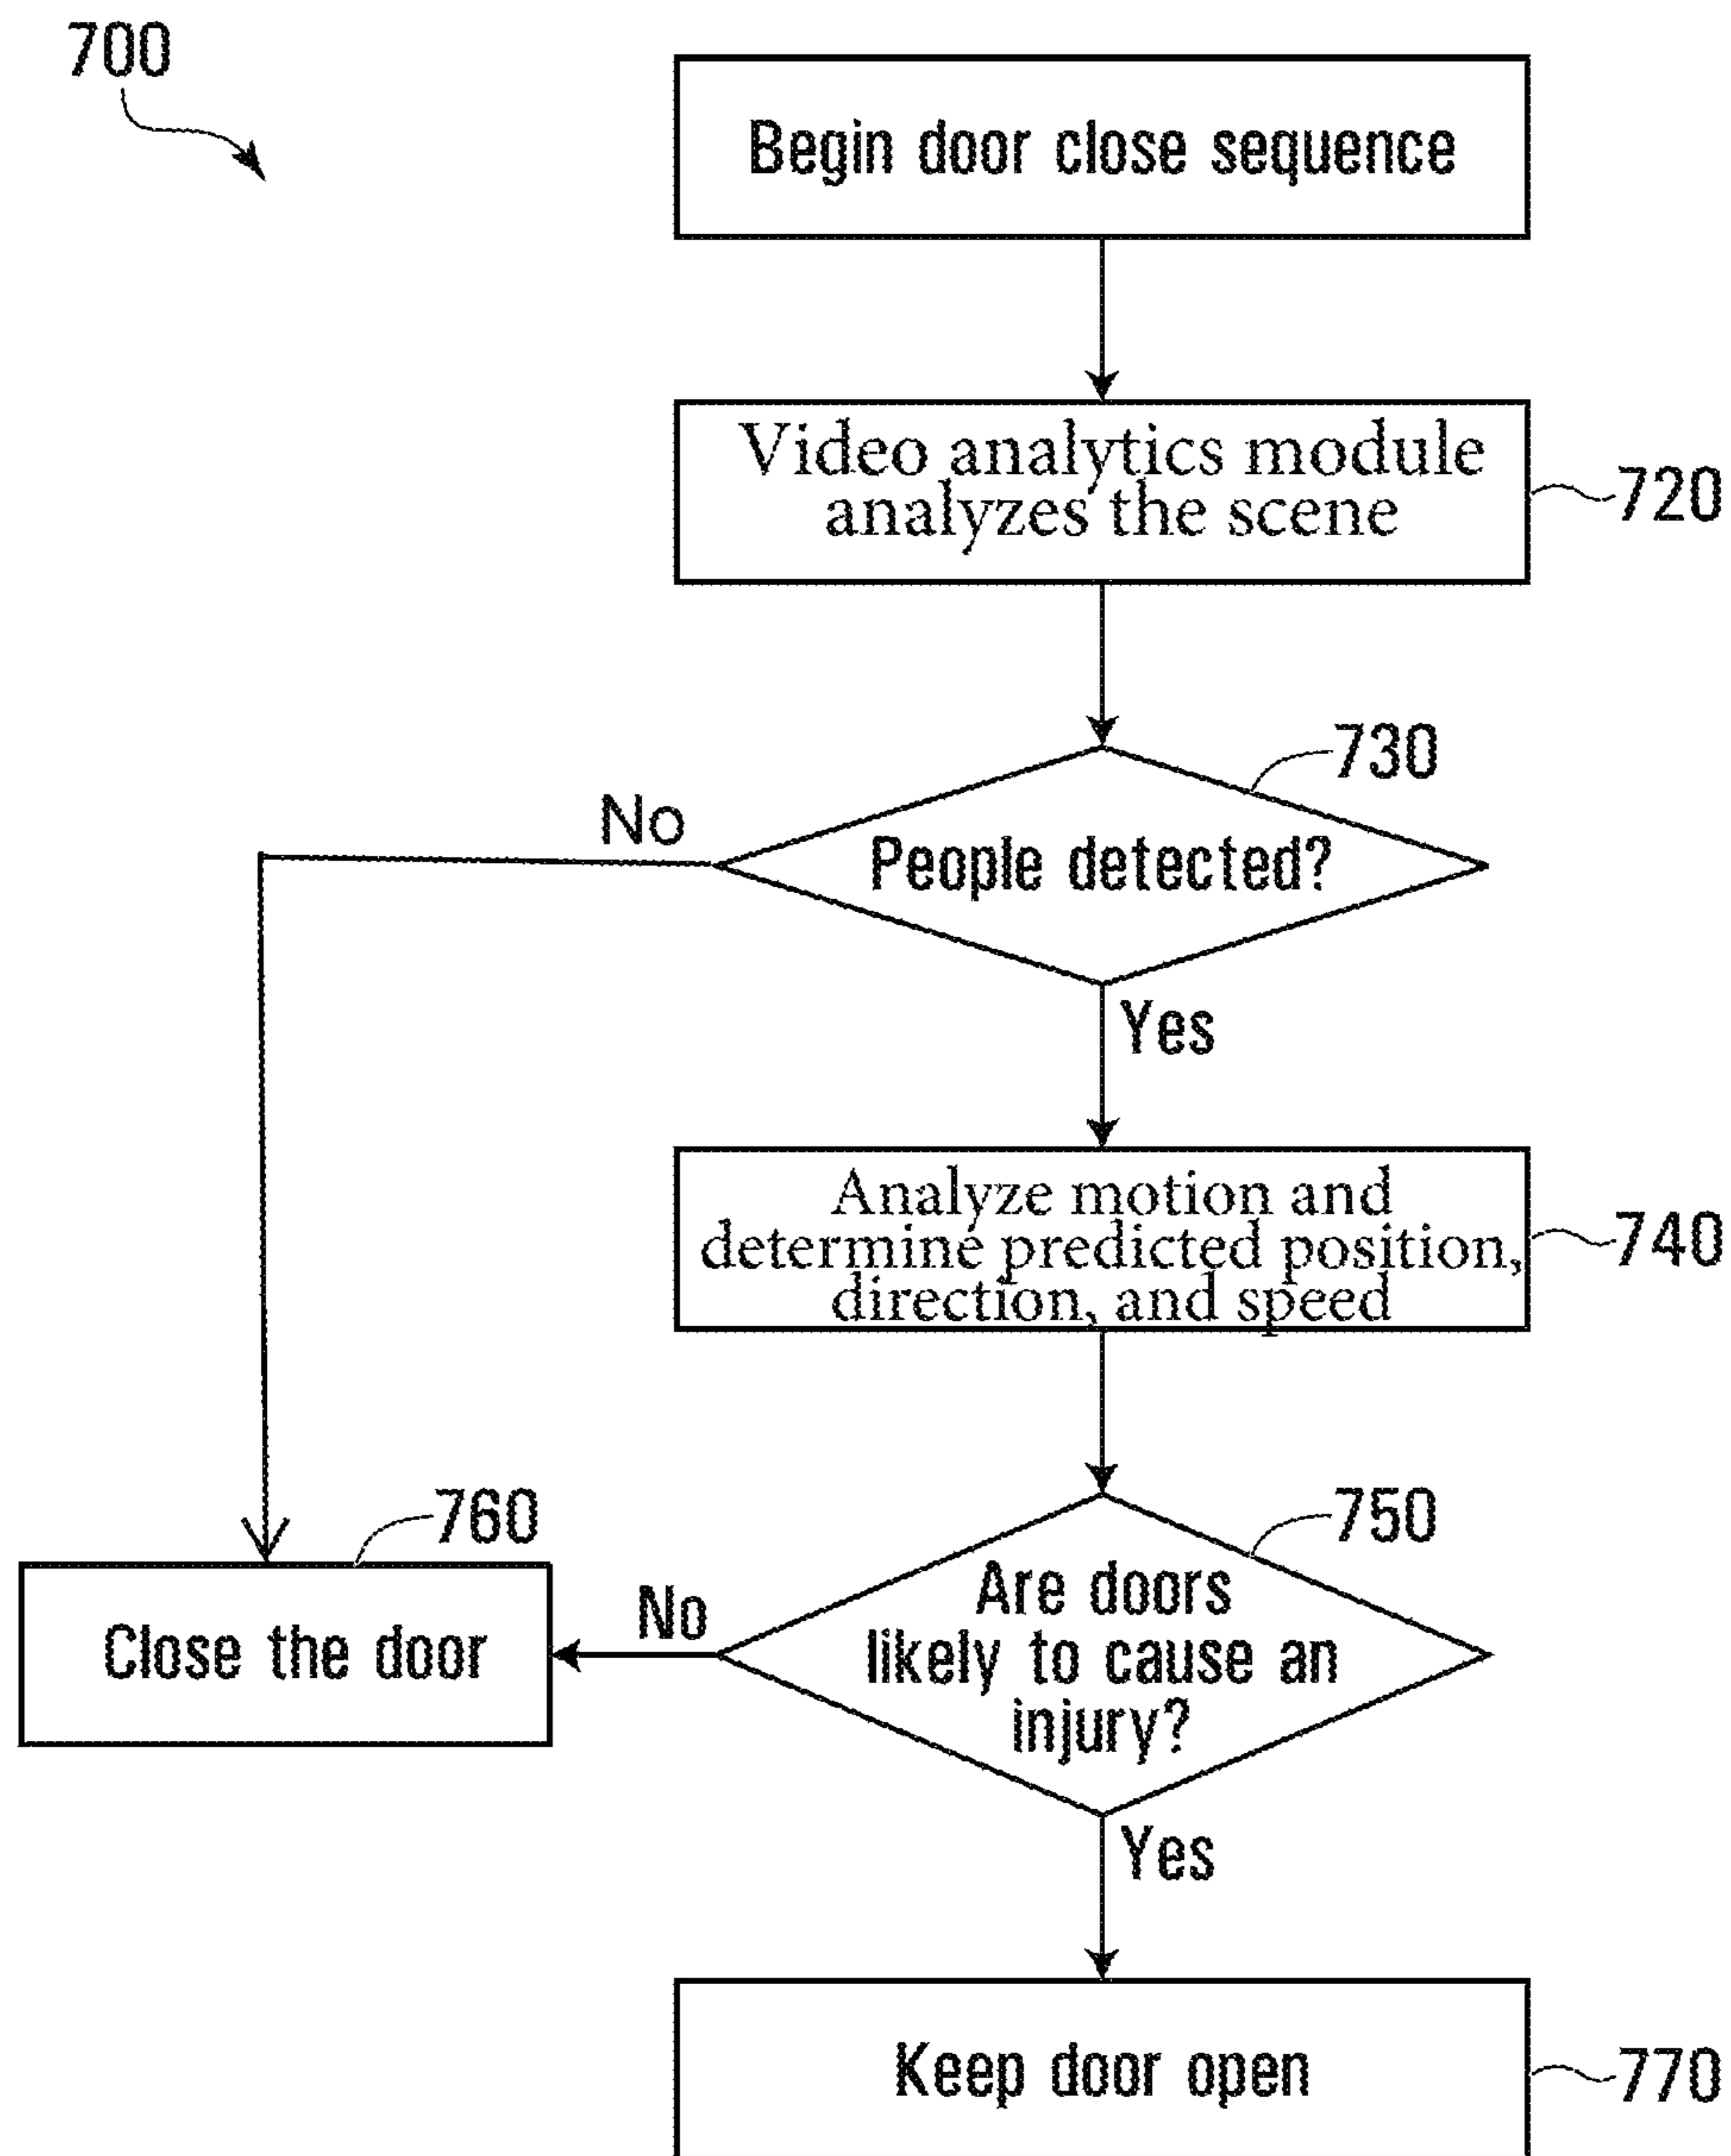 700
Begin door close sequence
Video analytics module
analyzes the scene
720
730
No
People detected?
Yes
Analyze motion and
determine predicted position,
direction, and speed
740
760
750
Close the door
No
Are doors
likely to cause an
injury?
Yes
Keep door open
770